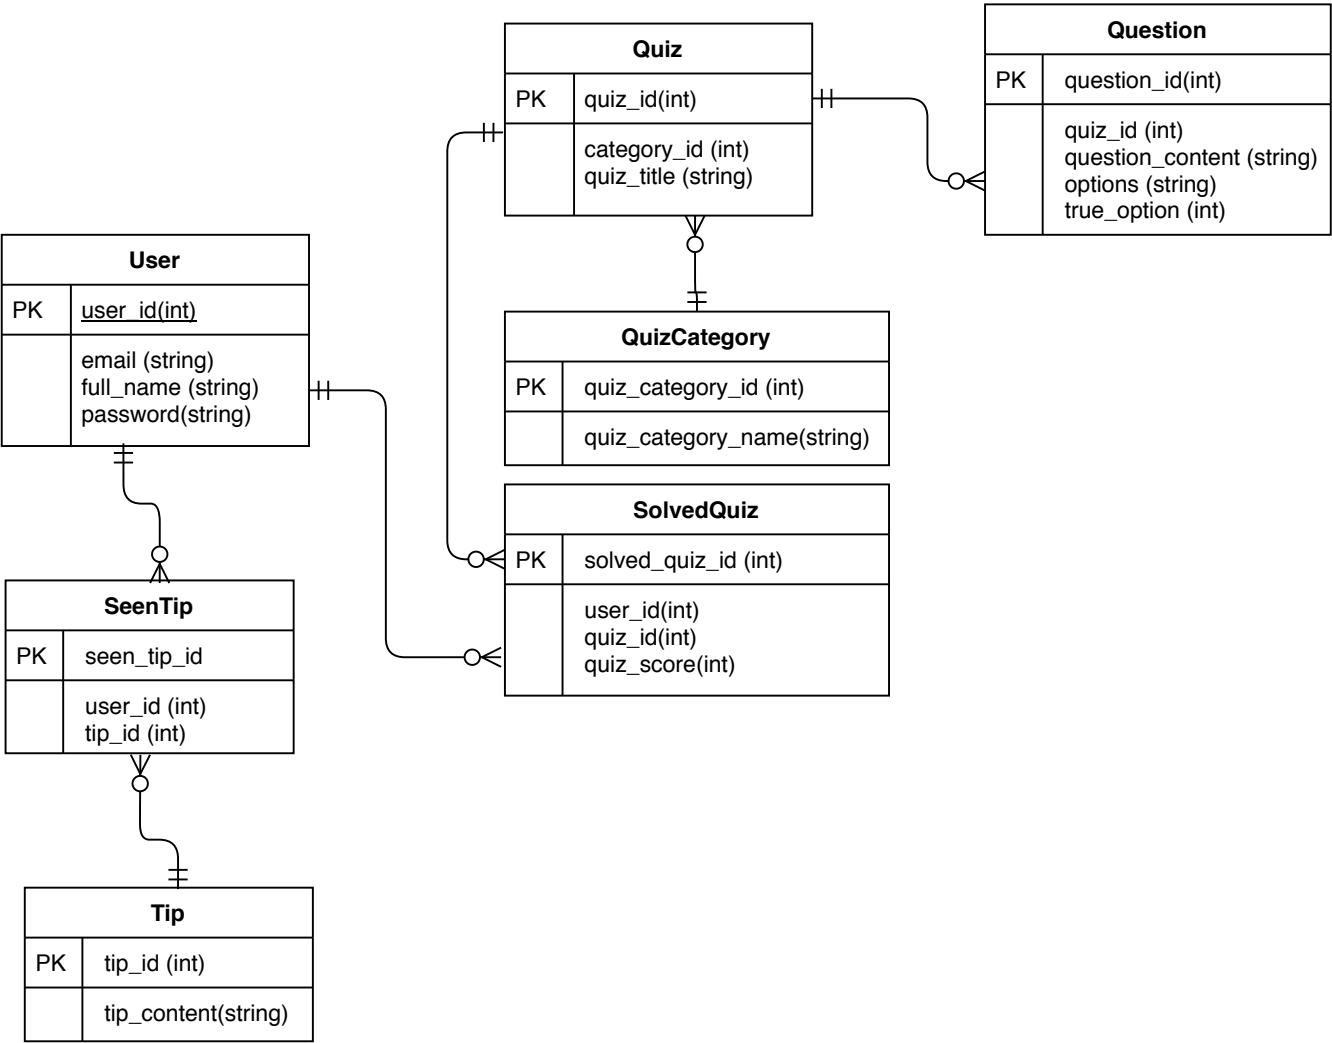 Quiz
PK quiz_id(int)
category_id (int)
quiz_title (string)
Question
PK question_id(int)
quiz_id (int)
question_content (string)
options (string)
true_option (int)
User
PK user_id(int)
email (string)
full_name (string)
password(string)
QuizCategory
PK quiz_category_id (int)
quiz_category_name(string)
SolvedQuiz
PK solved_quiz_id (int)
user_id(int)
quiz_id(int)
quiz_score(int)
SeenTip
PK seen_tip_id
user_id (int)
tip_id (int)
Tip
PK tip_id (int)
tip_content(string)